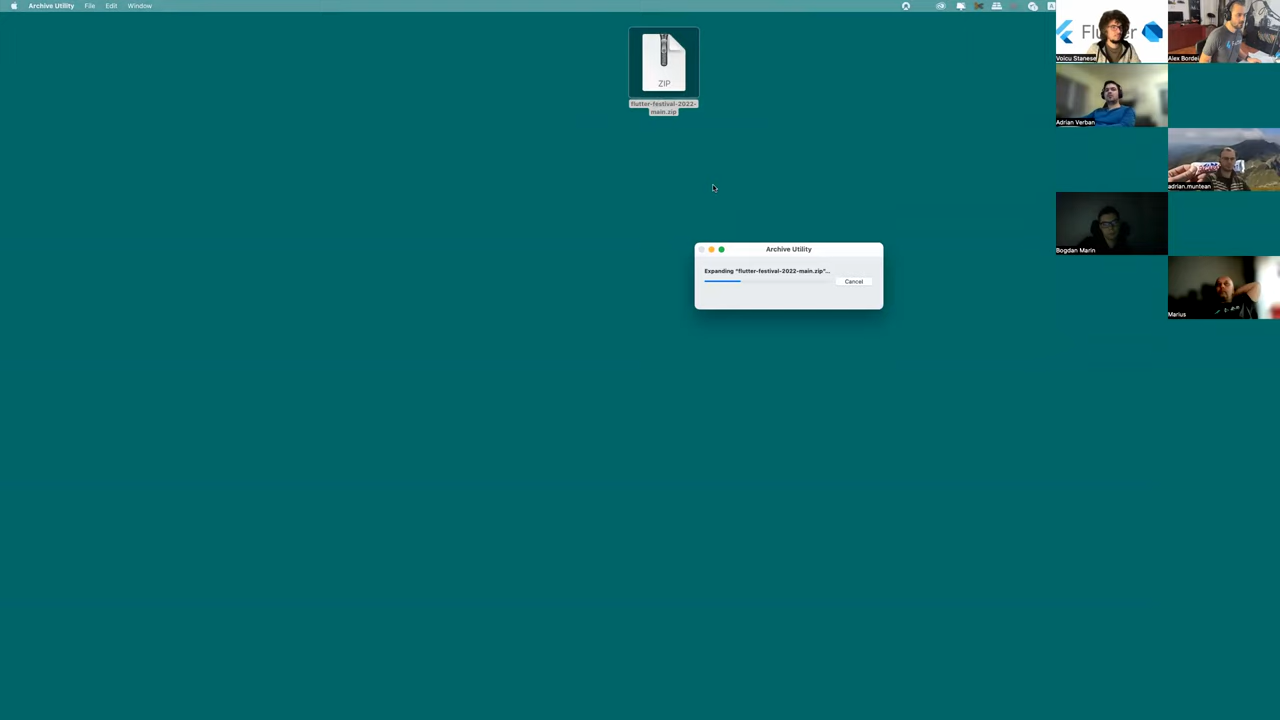 Archive Utility File Edit Window
A
ZIP
flutter-festival-2022-
main.zip
Archive Utility
Expanding "flutter-festival-2022-main.zip"...
Cancel
Voicu Stanese
Alex Bordei
Adrian Verban
adrian.muntean
Bogdan Marin
Marius